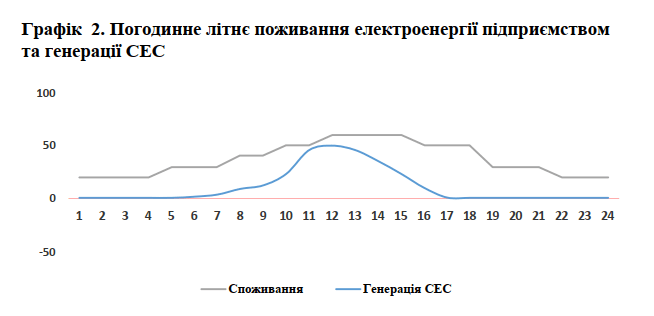 Графік 2. Погодинне літнє поживання електроенергії підприємством
та генерації СЕС
100
50
0
-50
1 2 3 4 5 6 7 8 9 10 11 12 13 14 15 16 17 18 19 20 21 22 23 24
Споживання Генерація СЕС